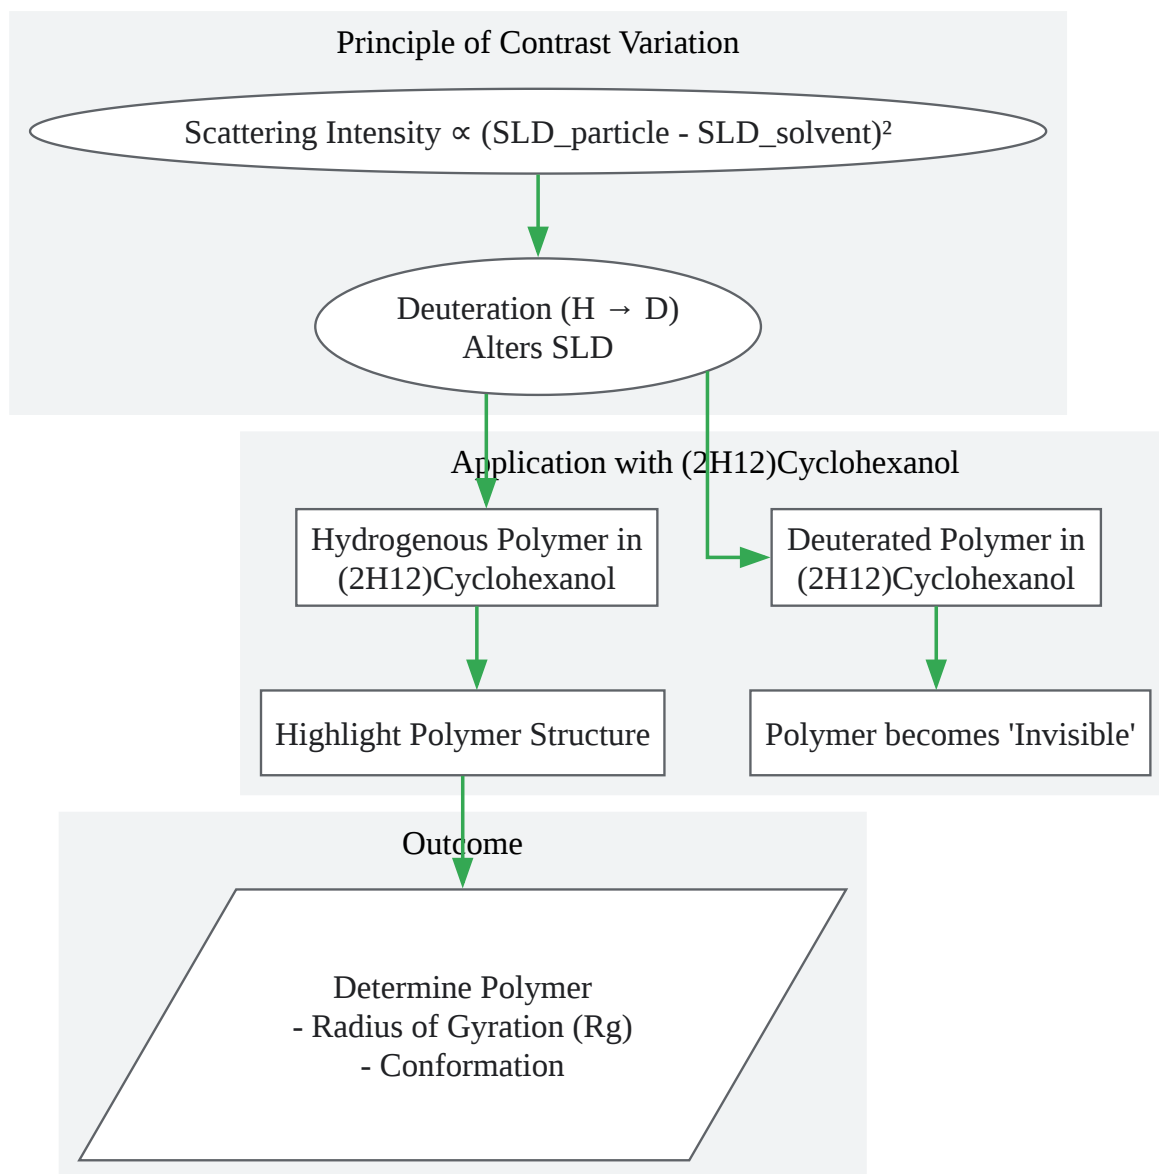 Principle of Contrast Variation
Scattering Intensity ∝ (SLD_particle - SLD_solvent)²
Deuteration (H → D)
Alters SLD
Application with (2H12)Cyclohexanol
Hydrogenous Polymer in
(2H12)Cyclohexanol
Deuterated Polymer in
(2H12)Cyclohexanol
Highlight Polymer Structure
Polymer becomes 'Invisible'
Outcome
Determine Polymer
- Radius of Gyration (Rg)
- Conformation